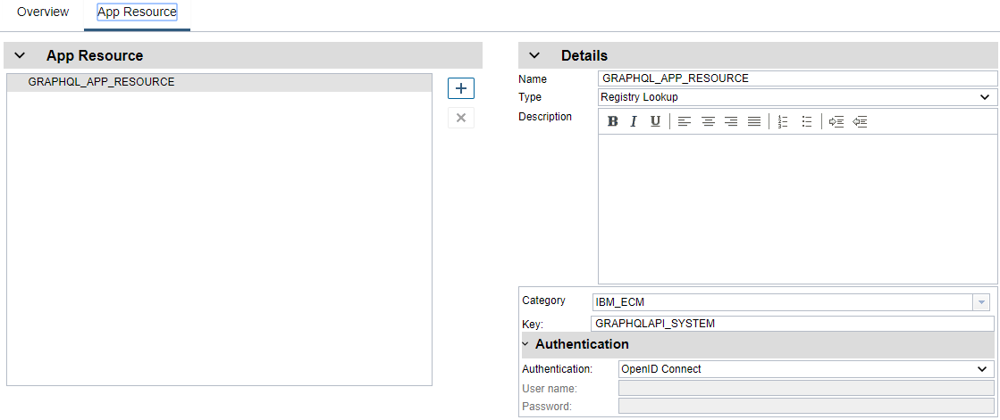 Overview App Resource
App Resource
GRAPHQL_APP_RESOURCE
Details
Name GRAPHQL_APP_RESOURCE
Type Registry Lookup
Description
B I U
Category IBM_ECM
Key: GRAPHQLAPI_SYSTEM
Authentication
Authentication: OpenID Connect
User name:
Password: